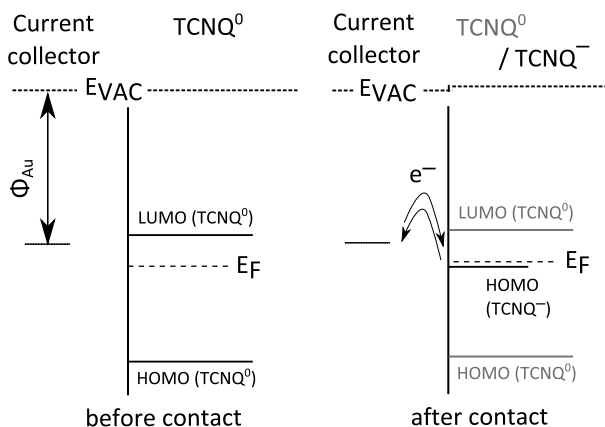 Current
collector
TCNQ⁰
E_VAC
Φ_Au
LUMO (TCNQ⁰)
E_F
HOMO (TCNQ⁰)
before contact
Current
collector
TCNQ⁰
/ TCNQ⁻
E_VAC
e⁻
LUMO (TCNQ⁰)
E_F
HOMO
(TCNQ⁻)
HOMO (TCNQ⁰)
after contact